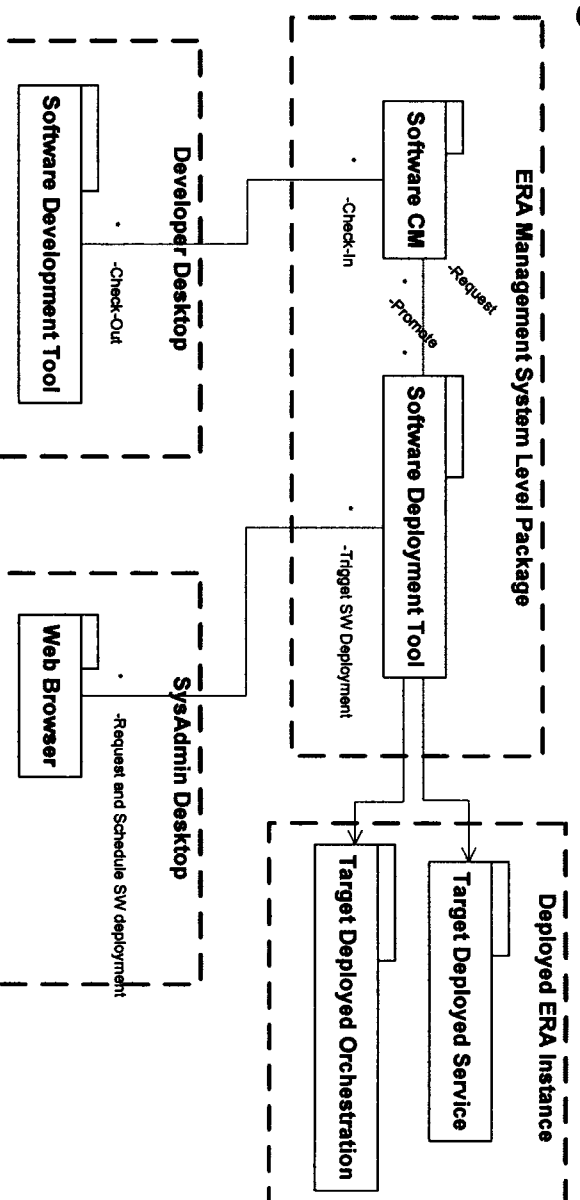 ERA Management System Level Package
Software CM
-Request
-Promote
Software Deployment Tool
-Check-In
-Trigget SW Deployment
Deployed ERA Instance
Target Deployed Service
Target Deployed Orchestration
Developer Desktop
-Check-Out
Software Development Tool
SysAdmin Desktop
-Request and Schedule SW deployment
Web Browser